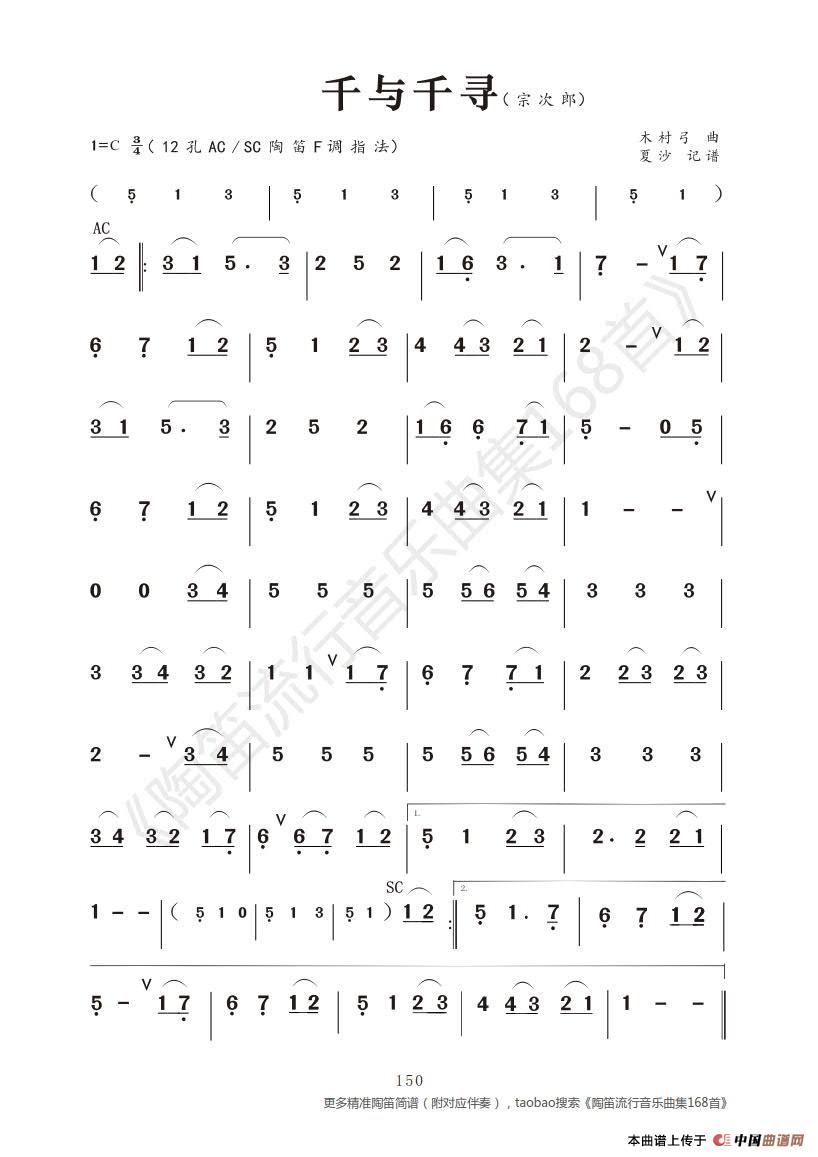 千与千寻(宗次郎)
木村弓 曲
1=C 3/4(12孔AC/SC陶笛F调指法)
夏沙 记谱
( 5̣ 1 3 | 5̣ 1 3 | 5̣ 1 3 | 5̣ 1 )
AC
1 2 ‖: 3 1 5 . 3 | 2 5 2 | 1 6̣ 3 . 1 | 7̣ - ∨ 1 7̣ |
6̣ 7̣ 1 2 | 5̣ 1 2 3 | 4 4 3 2 1 | 2 - ∨ 1 2 |
3 1 5 . 3 | 2 5 2 | 1 6̣ 6̣ 7̣ 1 | 5̣ - 0 5̣ |
6̣ 7̣ 1 2 | 5̣ 1 2 3 | 4 4 3 2 1 | 1 - - ∨ |
0 0 3 4 | 5 5 5 | 5 5 6 5 4 | 3 3 3 |
3 3 4 3 2 | 1 1 ∨ 1 7̣ | 6̣ 7̣ 7̣ 1 | 2 2 3 2 3 |
2 - ∨ 3 4 | 5 5 5 | 5 5 6 5 4 | 3 3 3 |
1.
3 4 3 2 1 7̣ | 6̣ ∨ 6̣ 7̣ 1 2 | 5̣ 1 2 3 | 2 . 2 2 1 |
SC 2.
1 - - | ( 5̣ 1 0 | 5̣ 1 3 | 5̣ 1 ) 1 2 :‖ 5̣ 1 . 7̣ | 6̣ 7̣ 1 2 |
5̣ - ∨ 1 7̣ | 6̣ 7̣ 1 2 | 5̣ 1 2 3 | 4 4 3 2 1 | 1 - - ‖
《陶笛流行音乐曲集168首》
150
更多精准陶笛简谱(附对应伴奏),taobao搜索《陶笛流行音乐曲集168首》
本曲谱上传于 中国曲谱网